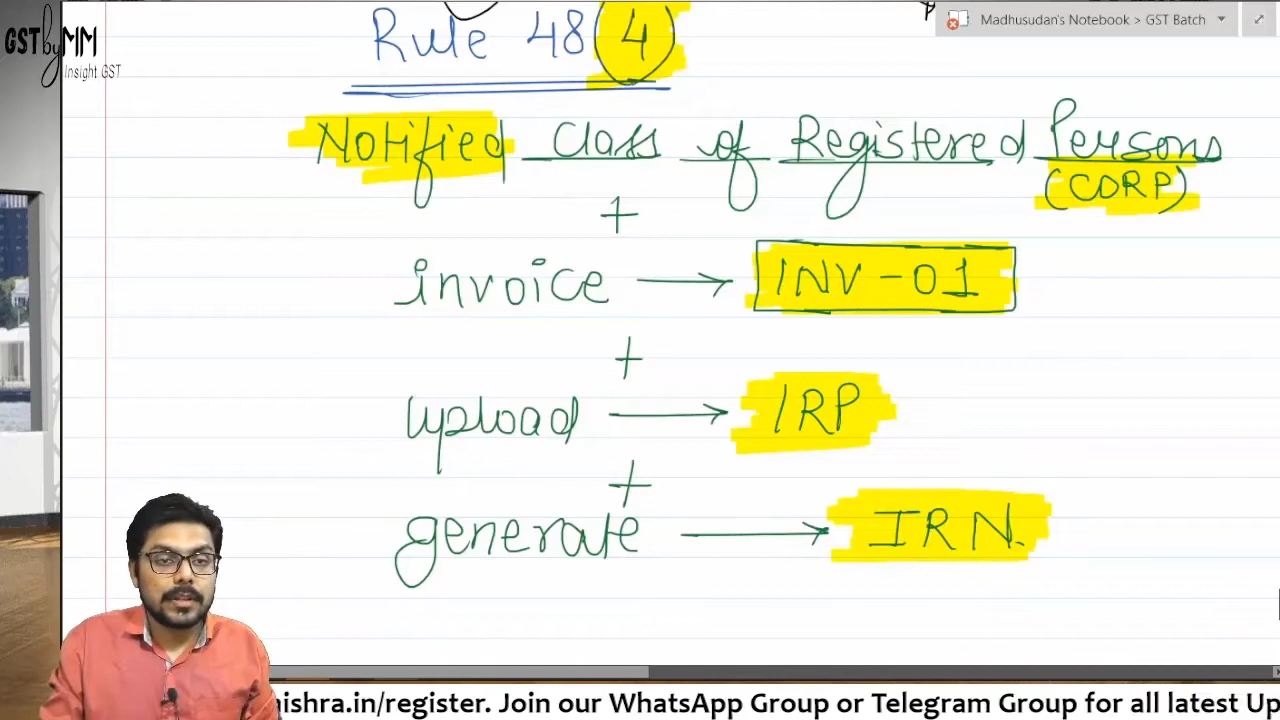 GST by MM
Insight GST
Madhusudan's Notebook > GST Batch
Rule 48(4)
Notified Class of Registered Persons
(CORP)
+
invoice → INV-01
+
upload → IRP
+
generate → IRN.
ishra.in/register. Join our WhatsApp Group or Telegram Group for all latest Up